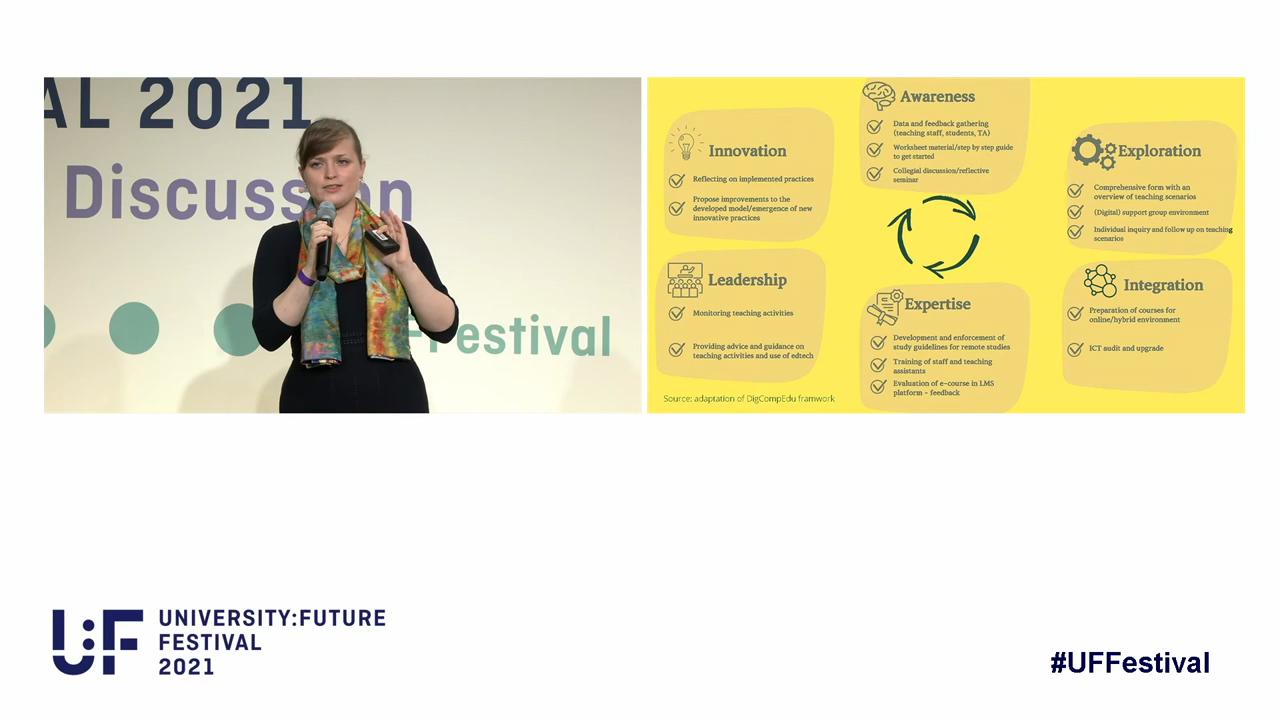 AL 2021
Discussion
Festival
Awareness
Data and feedback gathering
(teaching staff, students, TA)
Worksheet material/step by step guide
to get started
Collegial discussion/reflective
seminar
Innovation
Reflecting on implemented practices
Propose improvements to the
developed model/emergence of new
innovative practices
Exploration
Comprehensive form with an
overview of teaching scenarios
(Digital) support group environment
Individual inquiry and follow up on teaching
scenarios
Leadership
Monitoring teaching activities
Providing advice and guidance on
teaching activities and use of edtech
Expertise
Development and enforcement of
study guidelines for remote studies
Training of staff and teaching
assistants
Evaluation of e-course in LMS
platform - feedback
Integration
Preparation of courses for
online/hybrid environment
ICT audit and upgrade
Source: adaptation of DigCompEdu framwork
U:F
UNIVERSITY:FUTURE
FESTIVAL
2021
#UFFestival